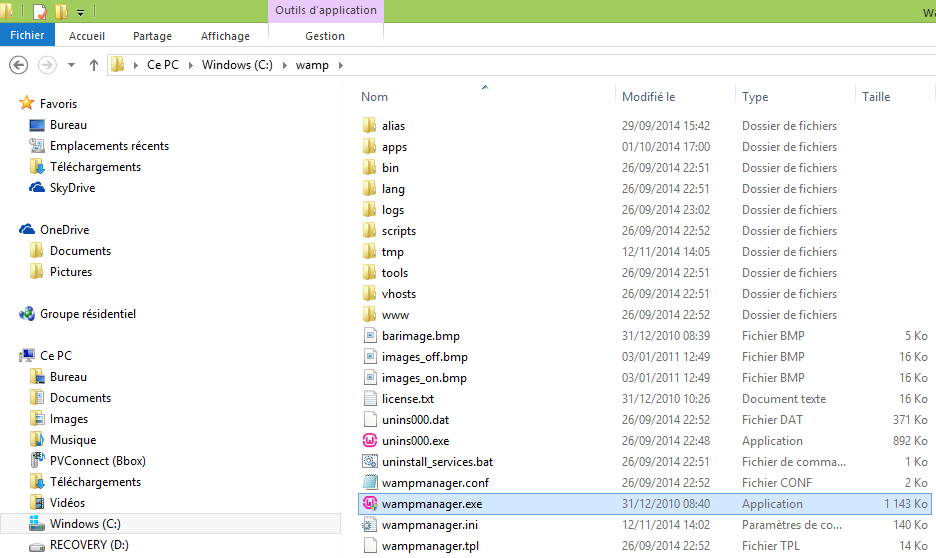 Outils d'application
Fichier Accueil Partage Affichage Gestion
Ce PC Windows (C:) wamp
Favoris
Bureau
Emplacements récents
Téléchargements
SkyDrive
OneDrive
Documents
Pictures
Groupe résidentiel
Ce PC
Bureau
Documents
Images
Musique
PVConnect (Bbox)
Téléchargements
Vidéos
Windows (C:)
RECOVERY (D:)
Nom Modifié le Type Taille
alias 29/09/2014 15:42 Dossier de fichiers
apps 01/10/2014 17:00 Dossier de fichiers
bin 26/09/2014 22:51 Dossier de fichiers
lang 26/09/2014 22:51 Dossier de fichiers
logs 26/09/2014 23:02 Dossier de fichiers
scripts 26/09/2014 22:52 Dossier de fichiers
tmp 12/11/2014 14:05 Dossier de fichiers
tools 26/09/2014 22:51 Dossier de fichiers
vhosts 26/09/2014 22:51 Dossier de fichiers
www 26/09/2014 22:52 Dossier de fichiers
barimage.bmp 31/12/2010 08:39 Fichier BMP 5 Ko
images_off.bmp 03/01/2011 12:49 Fichier BMP 16 Ko
images_on.bmp 03/01/2011 12:49 Fichier BMP 16 Ko
license.txt 31/12/2010 10:26 Document texte 16 Ko
unins000.dat 26/09/2014 22:52 Fichier DAT 371 Ko
unins000.exe 26/09/2014 22:48 Application 892 Ko
uninstall_services.bat 26/09/2014 22:51 Fichier de comma... 1 Ko
wampmanager.conf 26/09/2014 22:52 Fichier CONF 2 Ko
wampmanager.exe 31/12/2010 08:40 Application 1 143 Ko
wampmanager.ini 12/11/2014 14:02 Paramètres de co... 140 Ko
wampmanager.tpl 26/09/2014 22:52 Fichier TPL 14 Ko